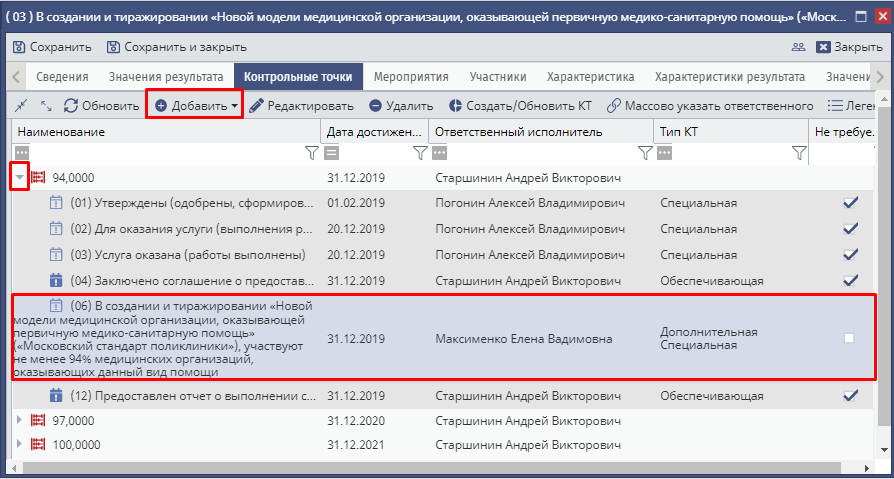 ( 03 ) В создании и тиражировании «Новой модели медицинской организации, оказывающей первичную медико-санитарную помощь» («Моск...
Сохранить Сохранить и закрыть Закрыть
Сведения Значения результата Контрольные точки Мероприятия Участники Характеристика Характеристики результата Значени
Обновить Добавить Редактировать Удалить Создать/Обновить КТ Массово указать ответственного Леге
Наименование Дата достижен... Ответственный исполнитель Тип КТ Не требуе.
94,0000 31.12.2019 Старшинин Андрей Викторович
(01) Утверждены (одобрены, сформиров... 01.02.2019 Погонин Алексей Владимирович Специальная
(02) Для оказания услуги (выполнения р... 20.12.2019 Погонин Алексей Владимирович Специальная
(03) Услуга оказана (работы выполнены) 20.12.2019 Погонин Алексей Владимирович Специальная
(04) Заключено соглашение о предостав... 31.12.2019 Старшинин Андрей Викторович Обеспечивающая
(06) В создании и тиражировании «Новой
модели медицинской организации, оказывающей
первичную медико-санитарную помощь»
(«Московский стандарт поликлиники»), участвуют
не менее 94% медицинских организаций,
оказывающих данный вид помощи
31.12.2019 Максименко Елена Вадимовна
Дополнительная
Специальная
(12) Предоставлен отчет о выполнении с... 31.12.2019 Старшинин Андрей Викторович Обеспечивающая
97,0000 31.12.2020 Старшинин Андрей Викторович
100,0000 31.12.2021 Старшинин Андрей Викторович